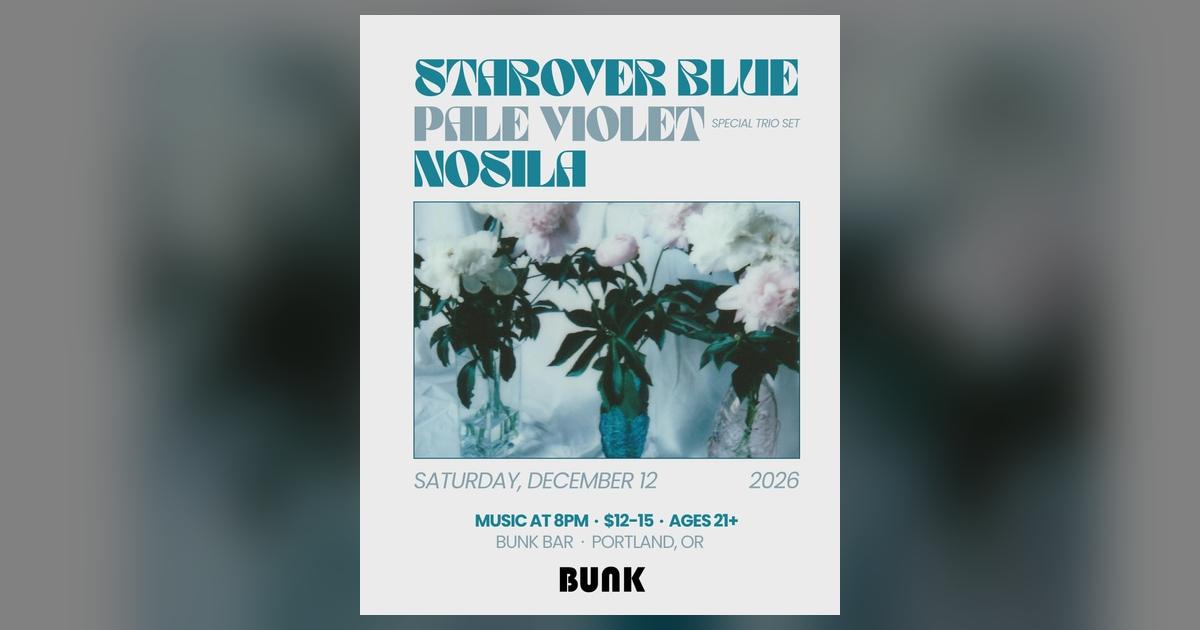 STAROVER BLUE
PALE VIOLET SPECIAL TRIO SET
NOSILA
SATURDAY, DECEMBER 12 2026
MUSIC AT 8PM · $12-15 · AGES 21+
BUNK BAR · PORTLAND, OR
BUNK